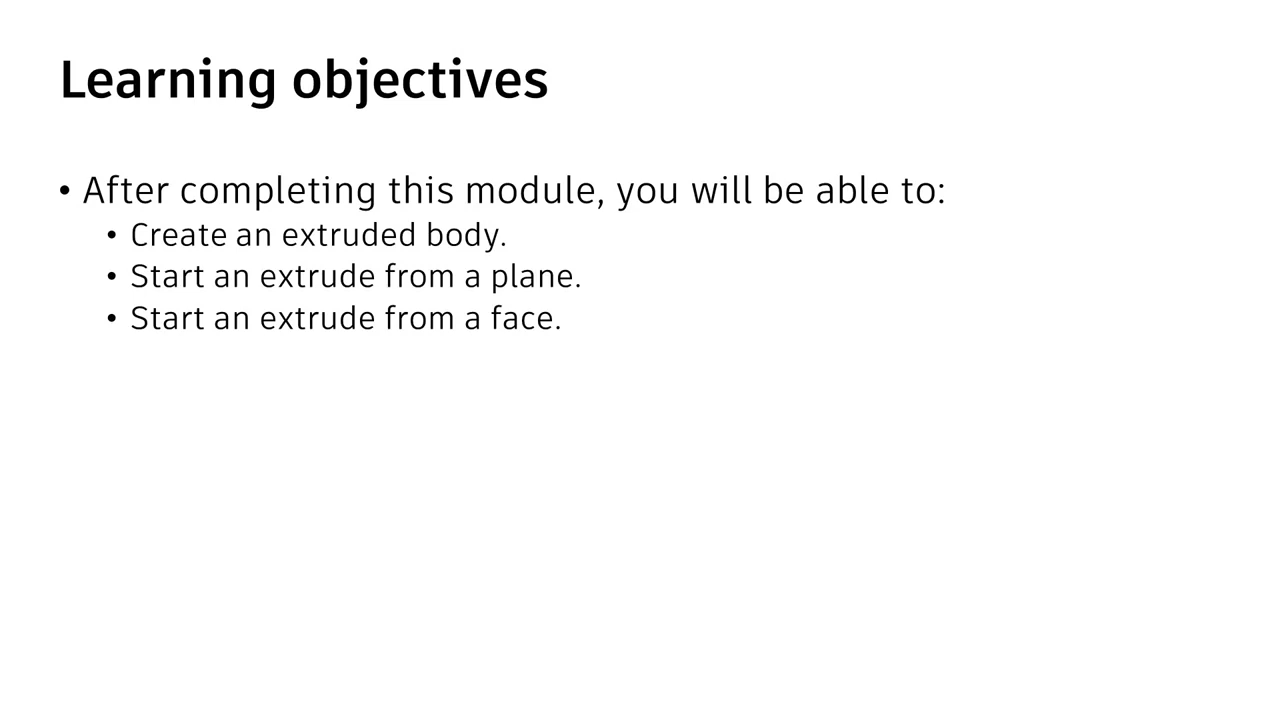 Learning objectives
• After completing this module, you will be able to:
• Create an extruded body.
• Start an extrude from a plane.
• Start an extrude from a face.